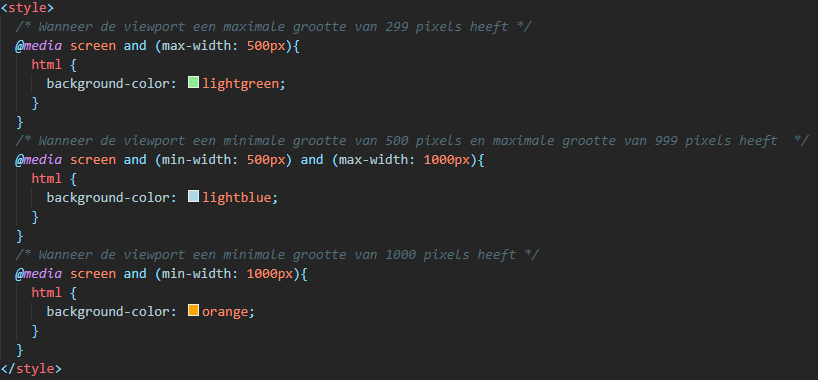 <style>
/* Wanneer de viewport een maximale grootte van 299 pixels heeft */
@media screen and (max-width: 500px){
html {
background-color: lightgreen;
}
}
/* Wanneer de viewport een minimale grootte van 500 pixels en maximale grootte van 999 pixels heeft  */
@media screen and (min-width: 500px) and (max-width: 1000px){
html {
background-color: lightblue;
}
}
/* Wanneer de viewport een minimale grootte van 1000 pixels heeft */
@media screen and (min-width: 1000px){
html {
background-color: orange;
}
}
</style>